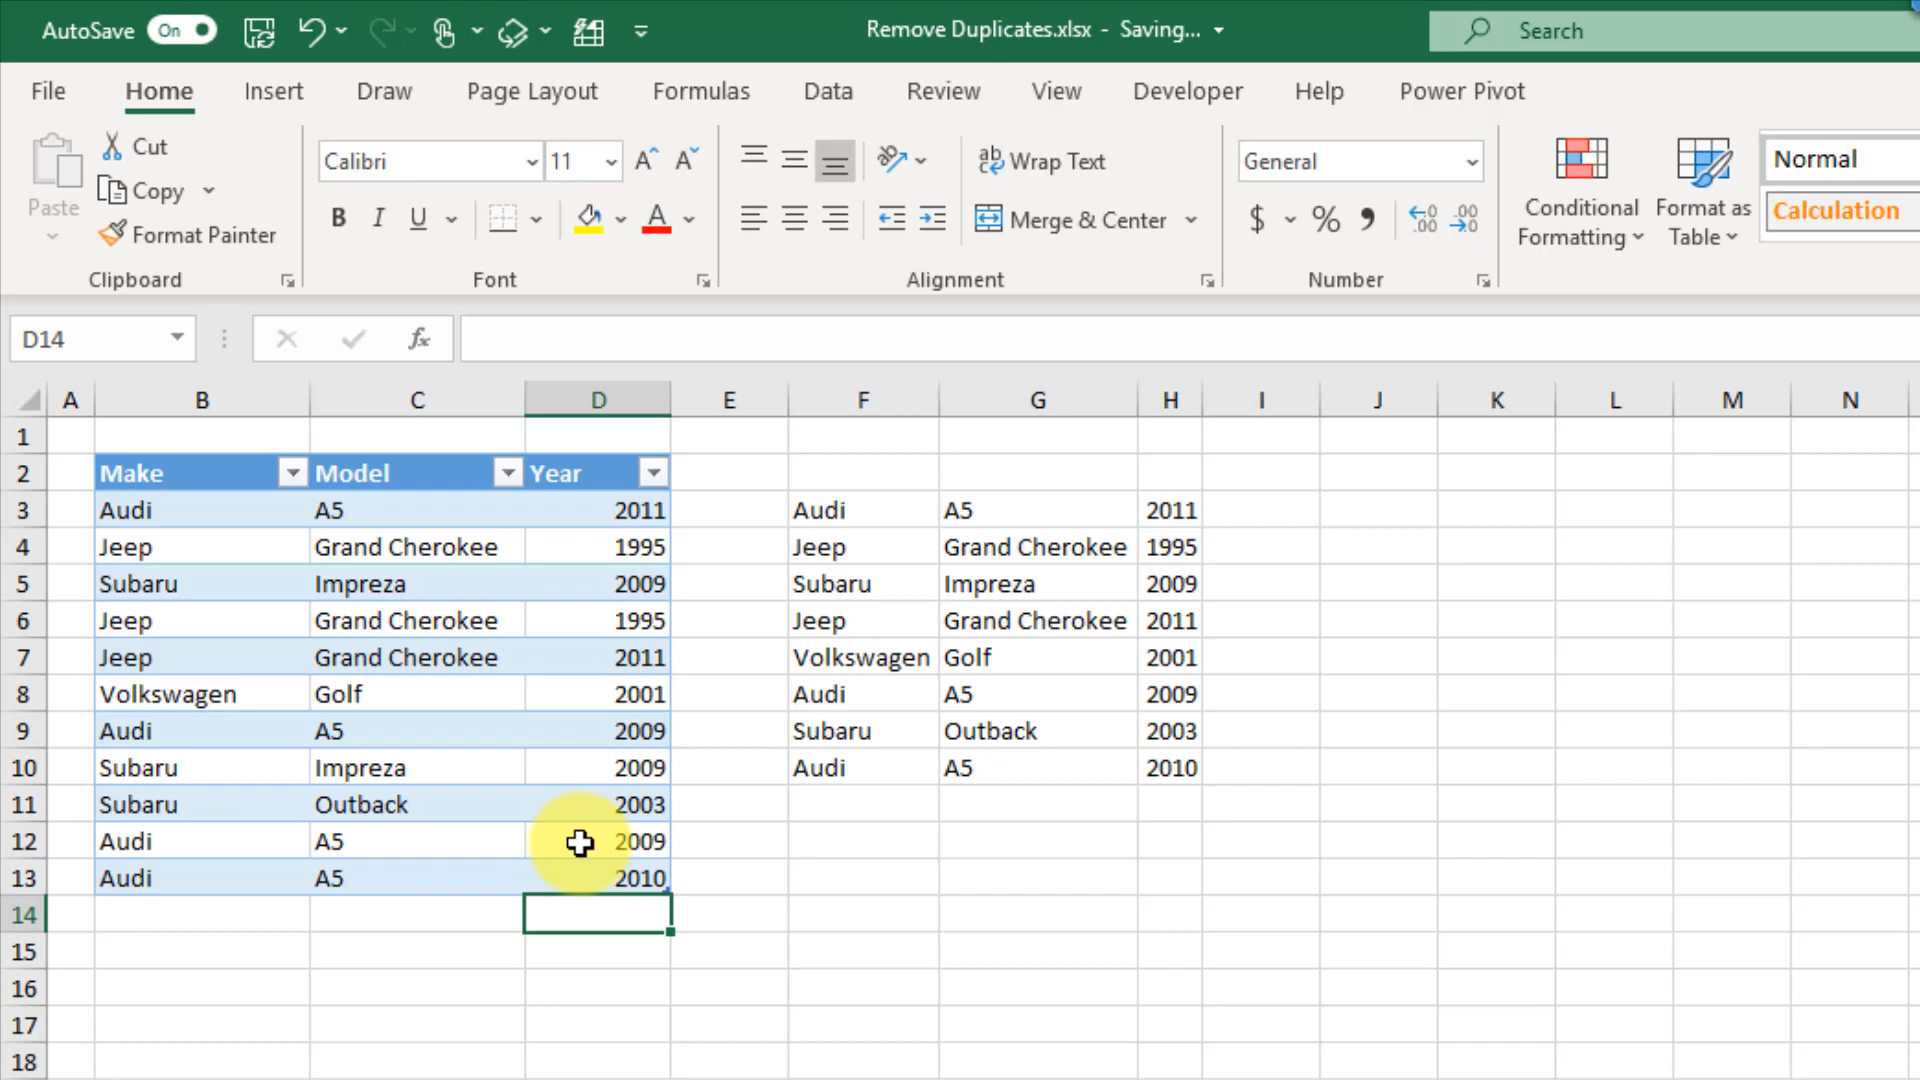 AutoSave On Remove Duplicates.xlsx - Saving... Search
File Home Insert Draw Page Layout Formulas Data Review View Developer Help Power Pivot
Paste
Cut
Copy
Format Painter
Clipboard
Calibri 11
B I U A
Font
ab Wrap Text
Merge & Center
Alignment
General
$ % 9
Number
Conditional Formatting
Format as Table
Normal
Calculation
D14 fx
A B C D E F G H I J K L M N
1
2 Make Model Year
3 Audi A5 2011 Audi A5 2011
4 Jeep Grand Cherokee 1995 Jeep Grand Cherokee 1995
5 Subaru Impreza 2009 Subaru Impreza 2009
6 Jeep Grand Cherokee 1995 Jeep Grand Cherokee 2011
7 Jeep Grand Cherokee 2011 Volkswagen Golf 2001
8 Volkswagen Golf 2001 Audi A5 2009
9 Audi A5 2009 Subaru Outback 2003
10 Subaru Impreza 2009 Audi A5 2010
11 Subaru Outback 2003
12 Audi A5 2009
13 Audi A5 2010
14
15
16
17
18